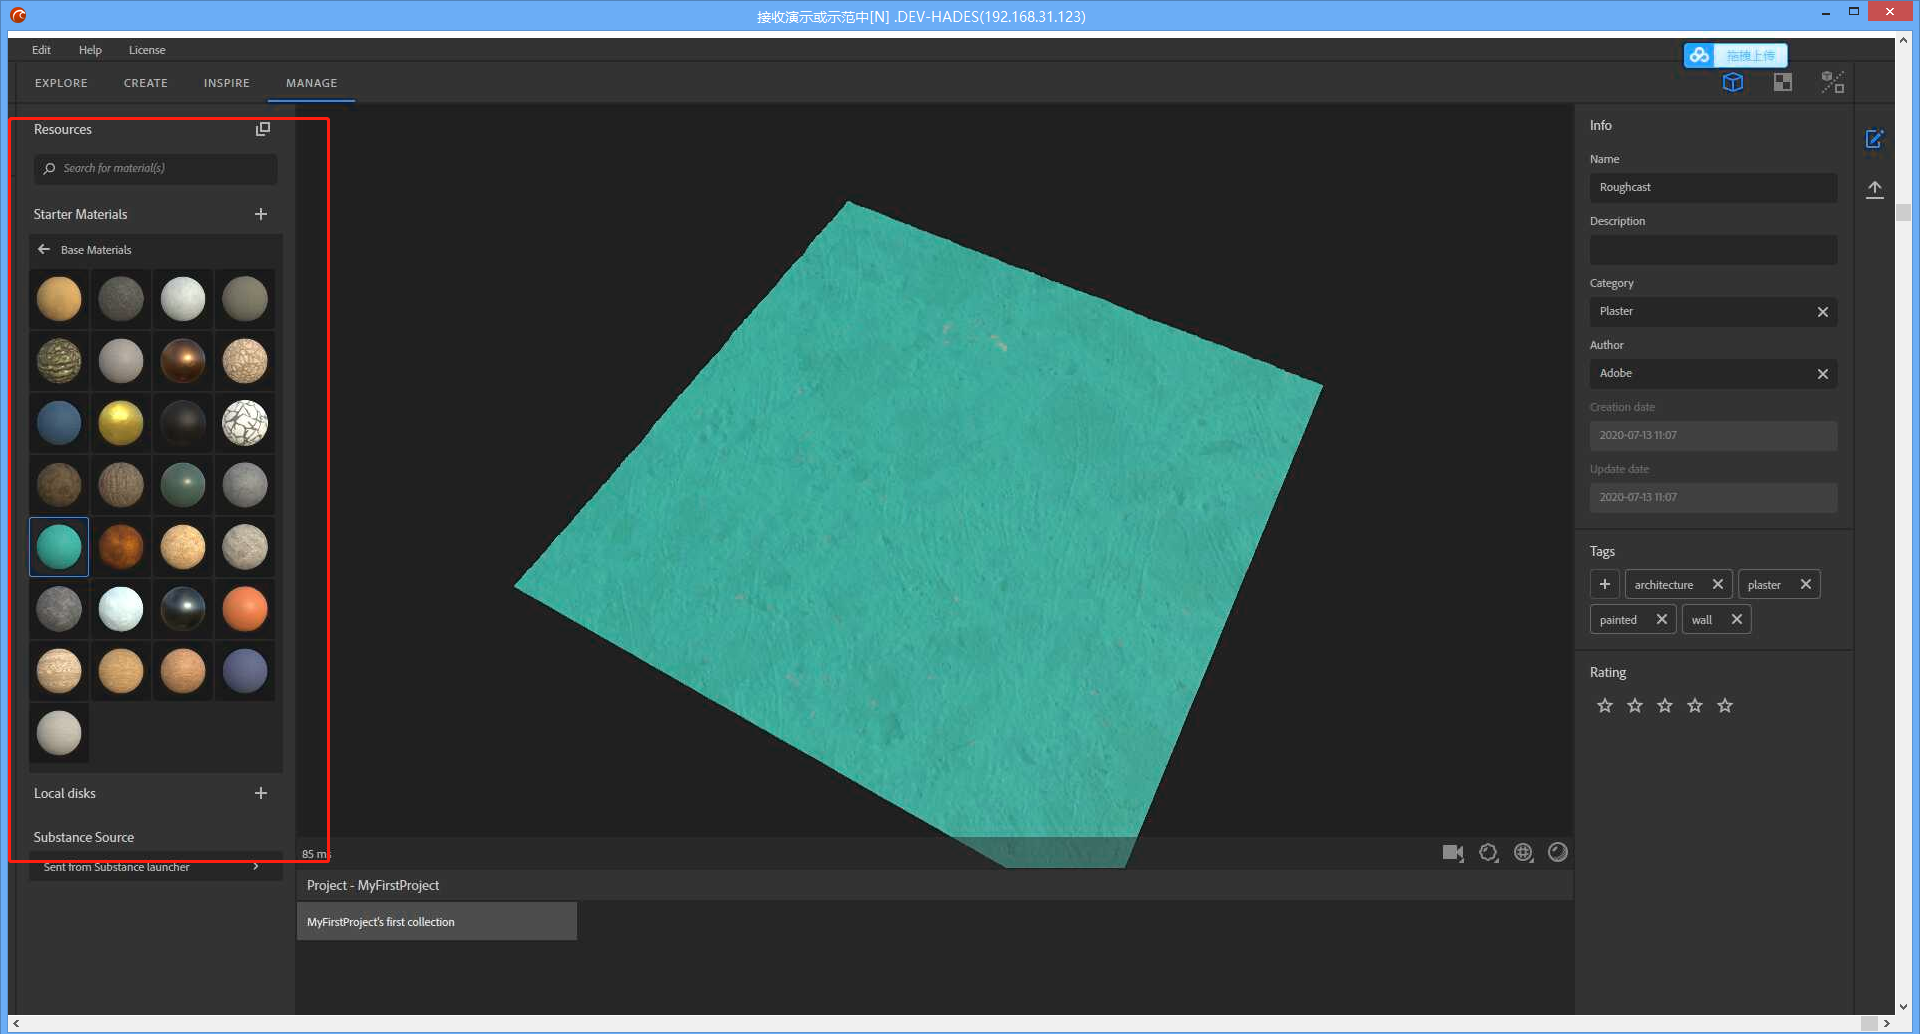 接收演示或示范中[N] .DEV-HADES(192.168.31.123)
Edit Help License
拖拽上传
EXPLORE CREATE INSPIRE MANAGE
Resources
Search for material(s)
Starter Materials
Base Materials
Local disks
Substance Source
Sent from Substance launcher
85 ms
Project - MyFirstProject
MyFirstProject's first collection
Info
Name
Roughcast
Description
Category
Plaster
Author
Adobe
Creation date
2020-07-13 11:07
Update date
2020-07-13 11:07
Tags
architecture plaster
painted wall
Rating